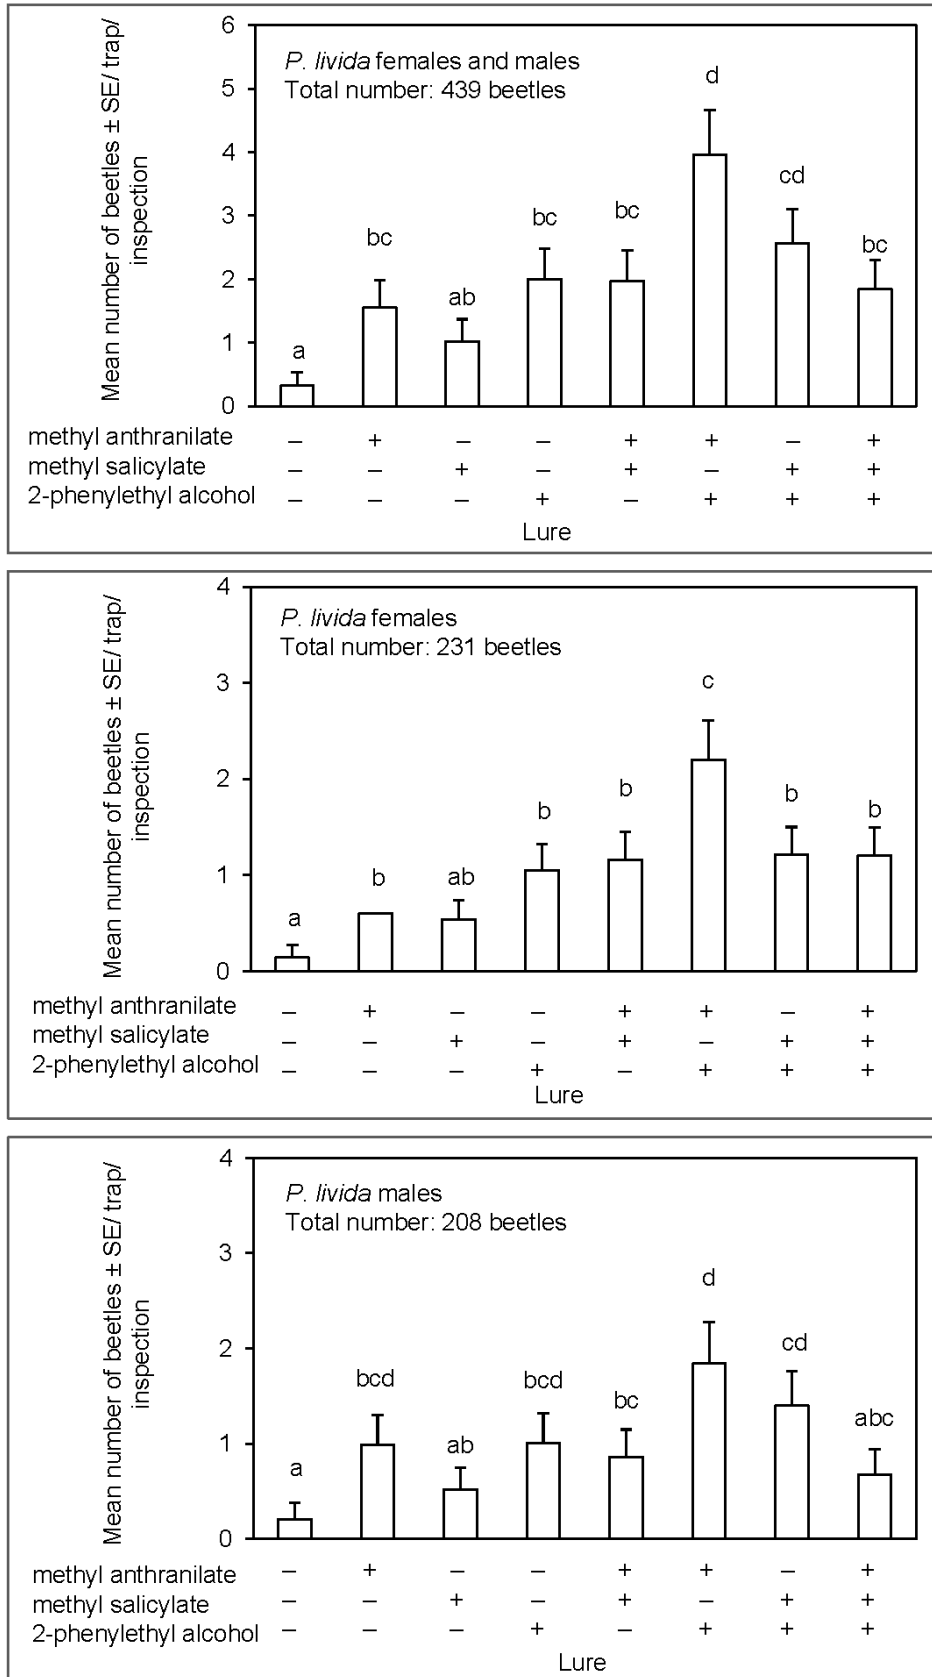 Mean number of beetles ± SE/ trap/
inspection
6
5
4
3
2
1
0
P. livida females and males
Total number: 439 beetles
a
bc
ab
bc
bc
d
cd
bc
methyl anthranilate – + – – + + – +
methyl salicylate – – + – + – + +
2-phenylethyl alcohol – – – + – + + +
Lure
Mean number of beetles ± SE/ trap/
inspection
4
3
2
1
0
P. livida females
Total number: 231 beetles
a
b
ab
b
b
c
b
b
methyl anthranilate – + – – + + – +
methyl salicylate – – + – + – + +
2-phenylethyl alcohol – – – + – + + +
Lure
Mean number of beetles ± SE/ trap/
inspection
4
3
2
1
0
P. livida males
Total number: 208 beetles
a
bcd
ab
bcd
bc
d
cd
abc
methyl anthranilate – + – – + + – +
methyl salicylate – – + – + – + +
2-phenylethyl alcohol – – – + – + + +
Lure